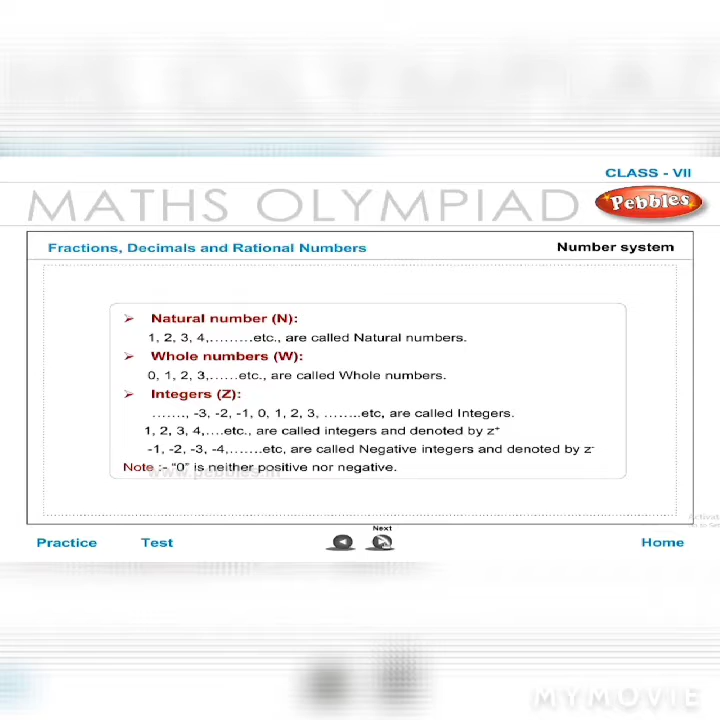 CLASS - VII
MATHS OLYMPIAD
Pebbles
Fractions, Decimals and Rational Numbers
Number system
➢ Natural number (N):
1, 2, 3, 4,.........etc., are called Natural numbers.
➢ Whole numbers (W):
0, 1, 2, 3,......etc., are called Whole numbers.
➢ Integers (Z):
......., -3, -2, -1, 0, 1, 2, 3, ........etc, are called Integers.
1, 2, 3, 4,....etc., are called integers and denoted by z⁺
-1, -2, -3, -4,.......etc, are called Negative integers and denoted by z⁻
Note :- "0" is neither positive nor negative.
www.pebbles.in
Next
Practice
Test
Home
MYMOVIE